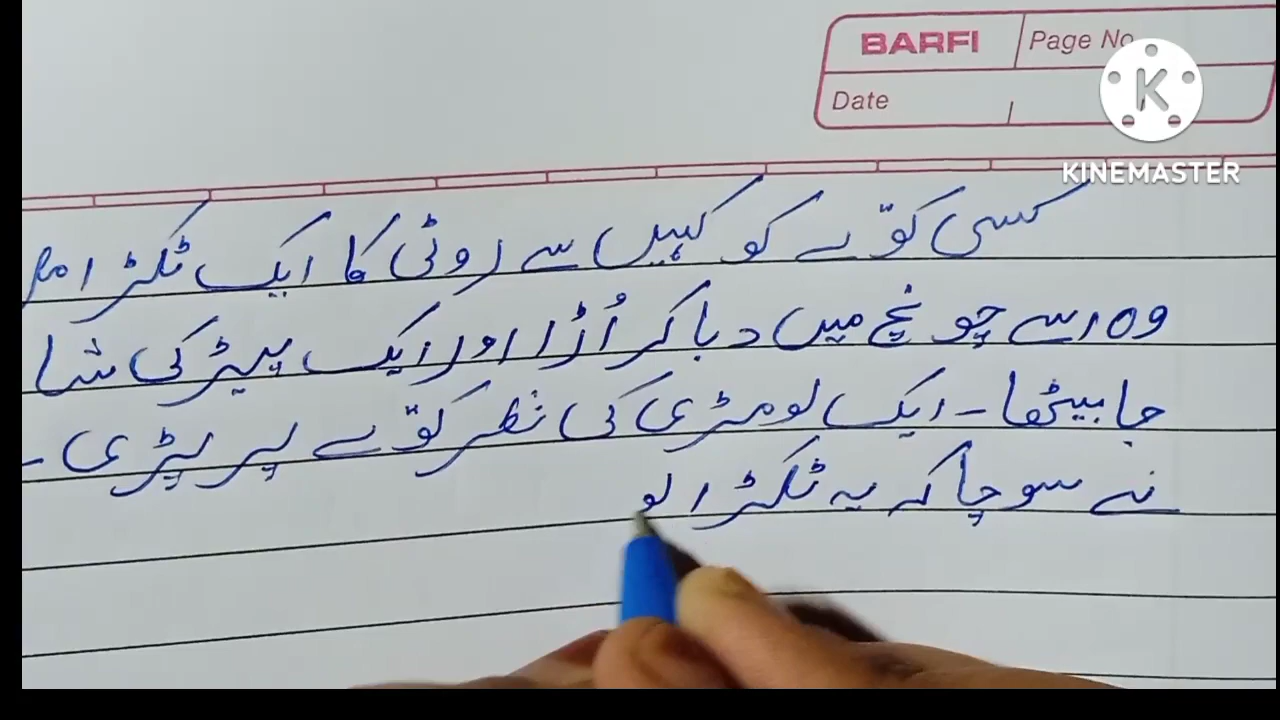 BARFI
Page No.
Date
KINEMASTER
کسی کوّے کو کہیں سے روٹی کا ایک ٹکڑا
وہ اسے چونچ میں دبا کر اُڑا اور ایک پیڑ کی شا
جا بیٹھا۔ ایک لومڑی کی نظر کوّے پر پڑی۔
نے سوچا کہ یہ ٹکڑا لو